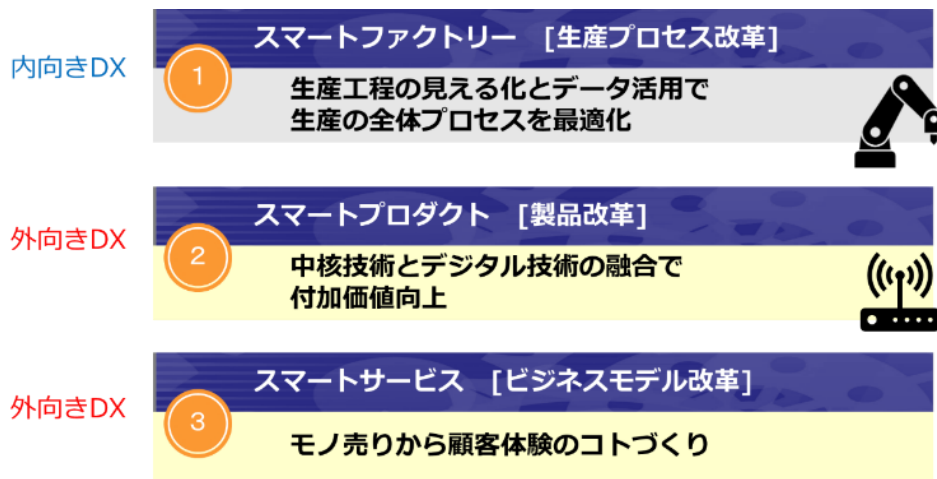 内向きDX
スマートファクトリー [生産プロセス改革]
1
生産工程の見える化とデータ活用で
生産の全体プロセスを最適化
外向きDX
スマートプロダクト [製品改革]
2
中核技術とデジタル技術の融合で
付加価値向上
外向きDX
スマートサービス [ビジネスモデル改革]
3
モノ売りから顧客体験のコトづくり